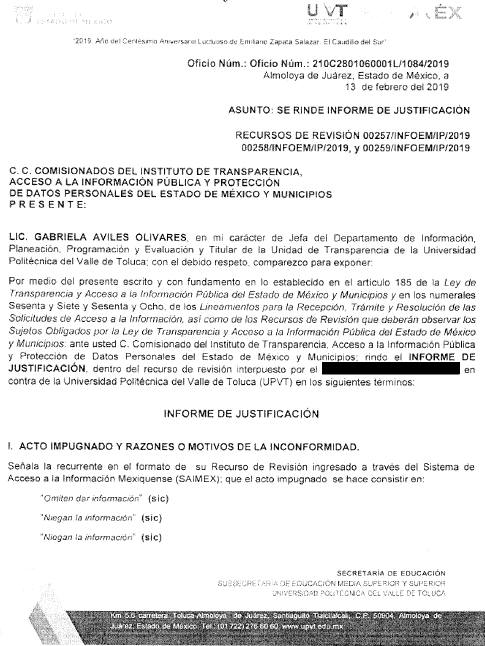 ESTADO DE MÉXICO
UPVT
"2019. Año del Centésimo Aniversario Luctuoso de Emiliano Zapata Salazar. El Caudillo del Sur"
Oficio Núm.: Oficio Núm.: 210C2801060001L/1084/2019
Almoloya de Juárez, Estado de México, a
13 de febrero del 2019
ASUNTO: SE RINDE INFORME DE JUSTIFICACIÓN
RECURSOS DE REVISIÓN 00257/INFOEM/IP/2019
00258/INFOEM/IP/2019, y 00259/INFOEM/IP/2019
C. C. COMISIONADOS DEL INSTITUTO DE TRANSPARENCIA,
ACCESO A LA INFORMACIÓN PÚBLICA Y PROTECCIÓN
DE DATOS PERSONALES DEL ESTADO DE MÉXICO Y MUNICIPIOS
P R E S E N T E :
LIC. GABRIELA AVILES OLIVARES, en mi carácter de Jefa del Departamento de Información,
Planeación, Programación y Evaluación y Titular de la Unidad de Transparencia de la Universidad
Politécnica del Valle de Toluca; con el debido respeto, comparezco para exponer:
Por medio del presente escrito y con fundamento en lo establecido en el artículo 185 de la Ley de
Transparencia y Acceso a la Información Pública del Estado de México y Municipios y en los numerales
Sesenta y Siete y Sesenta y Ocho, de los Lineamientos para la Recepción, Trámite y Resolución de las
Solicitudes de Acceso a la Información, así como de los Recursos de Revisión que deberán observar los
Sujetos Obligados por la Ley de Transparencia y Acceso a la Información Pública del Estado de México
y Municipios; ante usted C. Comisionado del Instituto de Transparencia, Acceso a la Información Pública
y Protección de Datos Personales del Estado de México y Municipios; rindo el INFORME DE
JUSTIFICACIÓN, dentro del recurso de revisión interpuesto por el en
contra de la Universidad Politécnica del Valle de Toluca (UPVT) en los siguientes términos:
INFORME DE JUSTIFICACIÓN
I. ACTO IMPUGNADO Y RAZONES O MOTIVOS DE LA INCONFORMIDAD.
Señala la recurrente en el formato de su Recurso de Revisión ingresado a través del Sistema de
Acceso a la Información Mexiquense (SAIMEX); que el acto impugnado se hace consistir en:
"Omiten dar información" (sic)
"Niegan la información" (sic)
"Niegan la información" (sic)
SECRETARÍA DE EDUCACIÓN
SUBSECRETARÍA DE EDUCACIÓN MEDIA SUPERIOR Y SUPERIOR
UNIVERSIDAD POLITÉCNICA DEL VALLE DE TOLUCA
Km 5.6 carretera Toluca-Almoloya de Juárez, Santiaguito Tlalcilalcali, C.P. 50904, Almoloya de
Juárez, Estado de México. Tel.: (01 722) 276 60 60, www.upvt.edu.mx